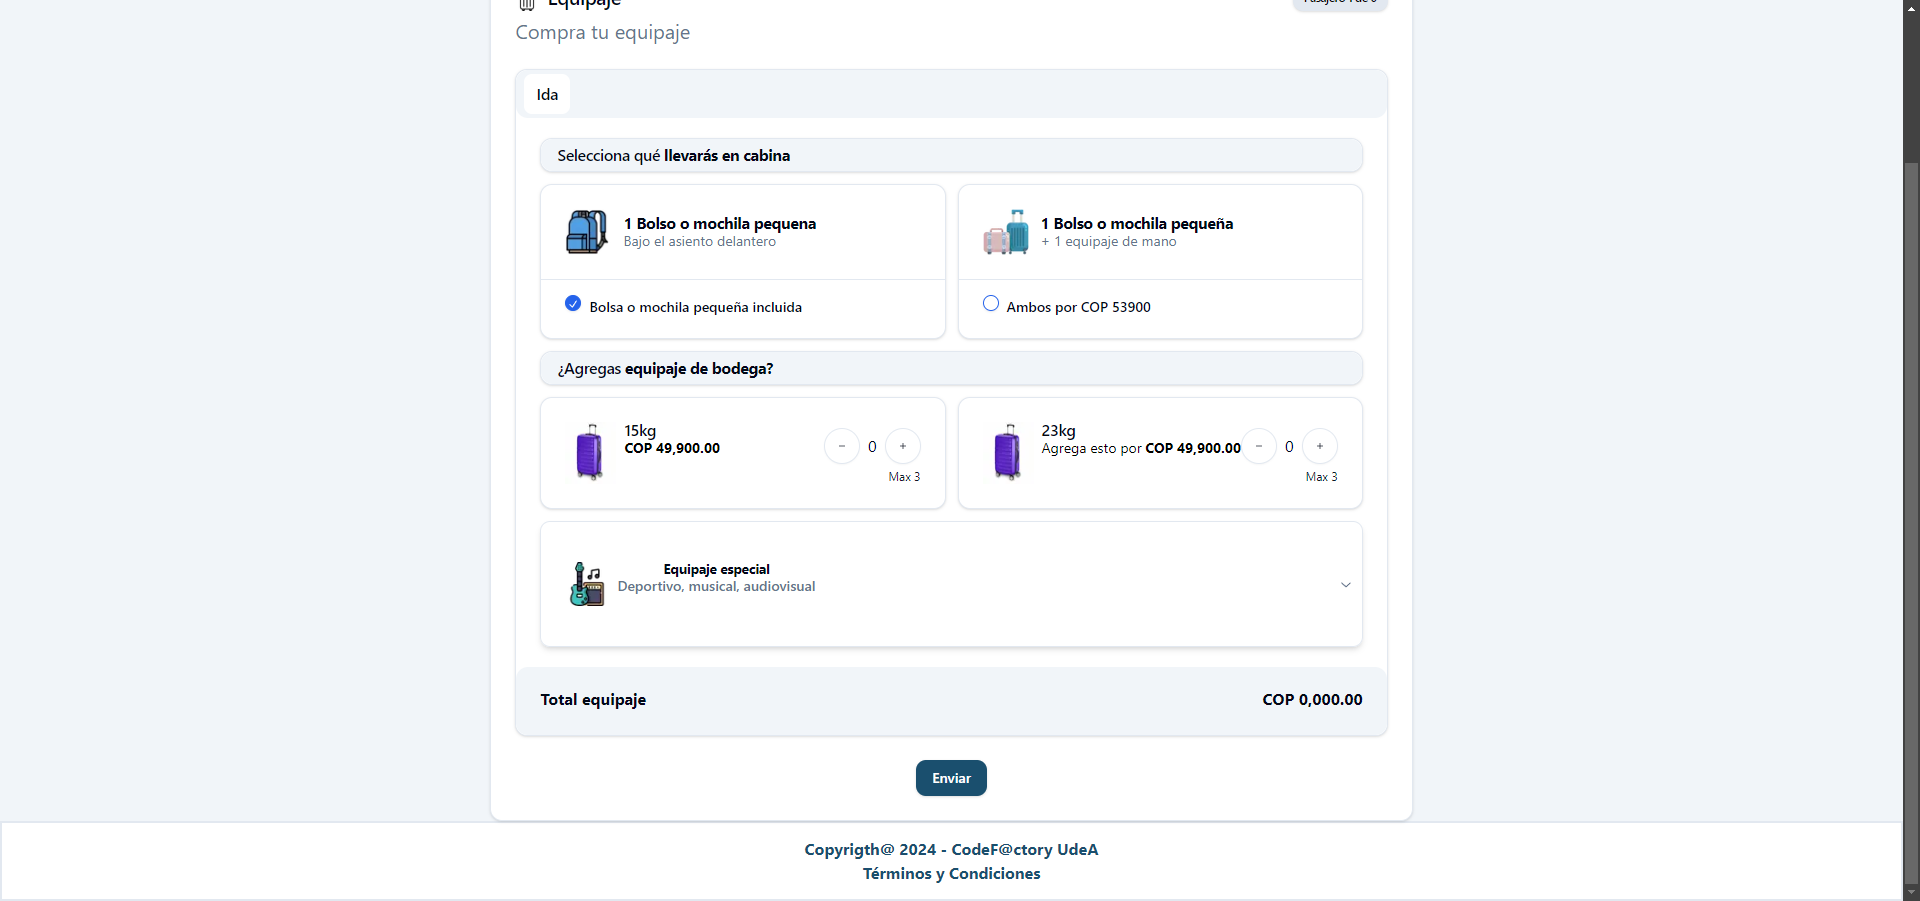 Equipaje
Compra tu equipaje
Ida
Selecciona qué llevarás en cabina
1 Bolso o mochila pequena
Bajo el asiento delantero
Bolsa o mochila pequeña incluida
1 Bolso o mochila pequeña
+ 1 equipaje de mano
Ambos por COP 53900
¿Agregas equipaje de bodega?
15kg
COP 49,900.00
− 0 +
Max 3
23kg
Agrega esto por COP 49,900.00
− 0 +
Max 3
Equipaje especial
Deportivo, musical, audiovisual
Total equipaje
COP 0,000.00
Enviar
Copyrigth@ 2024 - CodeF@ctory UdeA
Términos y Condiciones